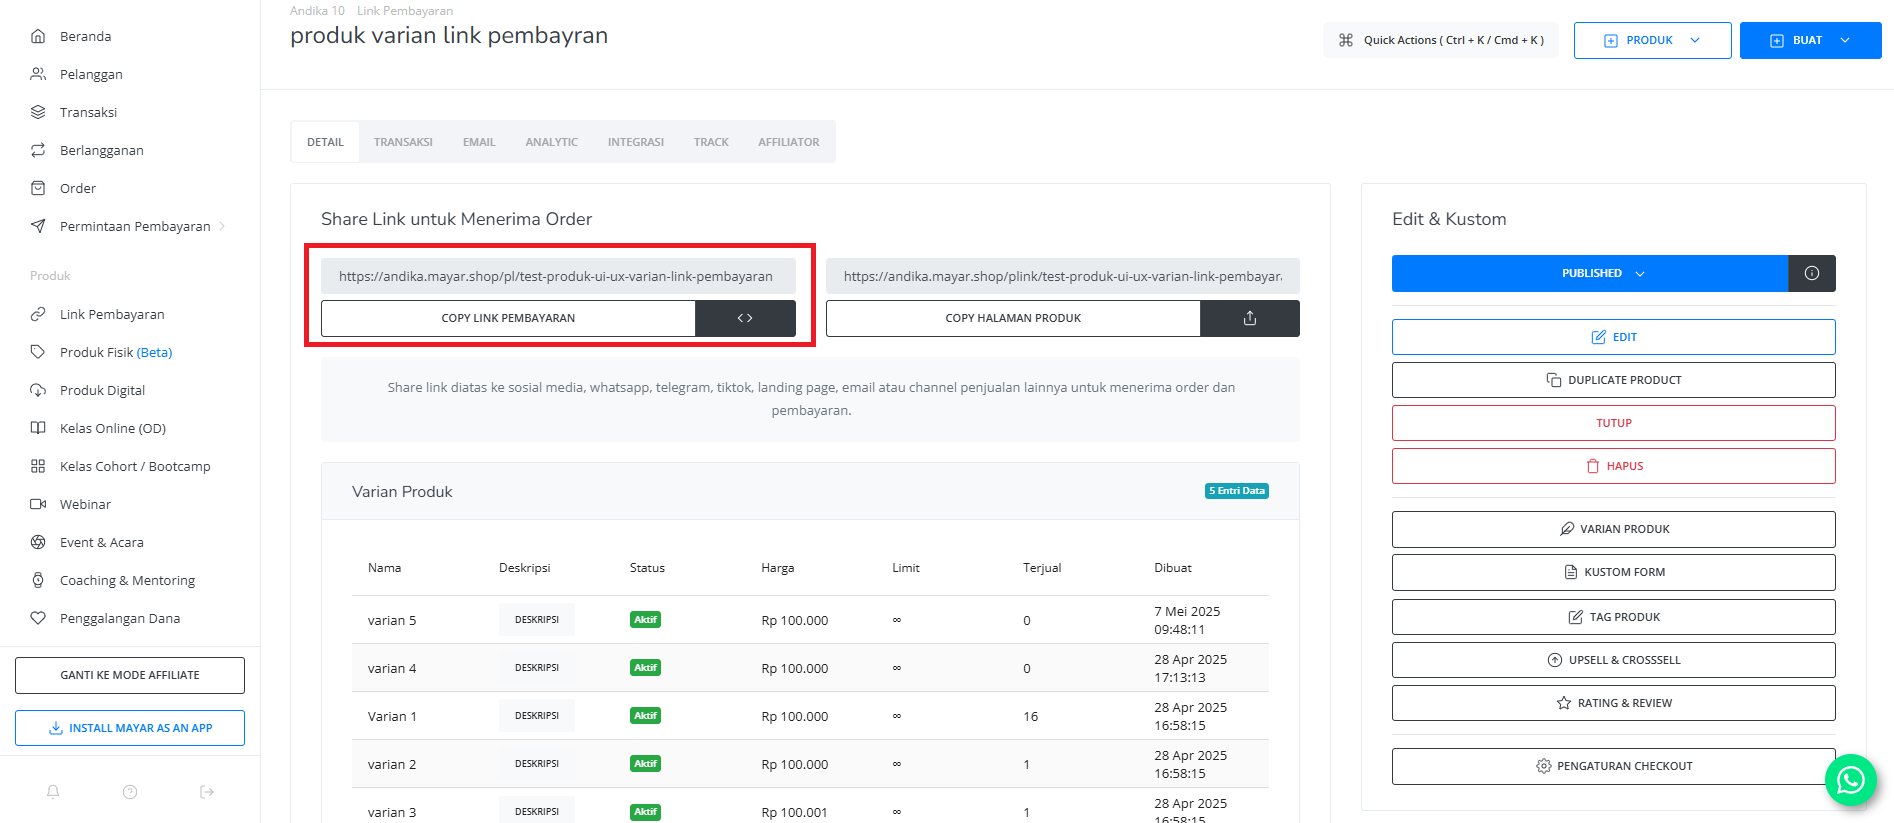 Beranda
Pelanggan
Transaksi
Berlangganan
Order
Permintaan Pembayaran
Produk
Link Pembayaran
Produk Fisik (Beta)
Produk Digital
Kelas Online (OD)
Kelas Cohort / Bootcamp
Webinar
Event & Acara
Coaching & Mentoring
Penggalangan Dana
GANTI KE MODE AFFILIATE
INSTALL MAYAR AS AN APP
Andika 10 Link Pembayaran
produk varian link pembayran
Quick Actions ( Ctrl + K / Cmd + K )
PRODUK
BUAT
DETAIL TRANSAKSI EMAIL ANALYTIC INTEGRASI TRACK AFFILIATOR
Share Link untuk Menerima Order
https://andika.mayar.shop/pl/test-produk-ui-ux-varian-link-pembayaran
COPY LINK PEMBAYARAN
https://andika.mayar.shop/plink/test-produk-ui-ux-varian-link-pembayar
COPY HALAMAN PRODUK
Share link diatas ke sosial media, whatsapp, telegram, tiktok, landing page, email atau channel penjualan lainnya untuk menerima order dan
pembayaran.
Varian Produk
5 Entri Data
Nama Deskripsi Status Harga Limit Terjual Dibuat
varian 5 DESKRIPSI Aktif Rp 100.000 ∞ 0 7 Mei 2025
09:48:11
varian 4 DESKRIPSI Aktif Rp 100.000 ∞ 0 28 Apr 2025
17:13:13
Varian 1 DESKRIPSI Aktif Rp 100.000 ∞ 16 28 Apr 2025
16:58:15
varian 2 DESKRIPSI Aktif Rp 100.000 ∞ 1 28 Apr 2025
16:58:15
varian 3 DESKRIPSI Aktif Rp 100.001 ∞ 1 28 Apr 2025
16:58:15
Edit & Kustom
PUBLISHED
EDIT
DUPLICATE PRODUCT
TUTUP
HAPUS
VARIAN PRODUK
KUSTOM FORM
TAG PRODUK
UPSELL & CROSSSELL
RATING & REVIEW
PENGATURAN CHECKOUT